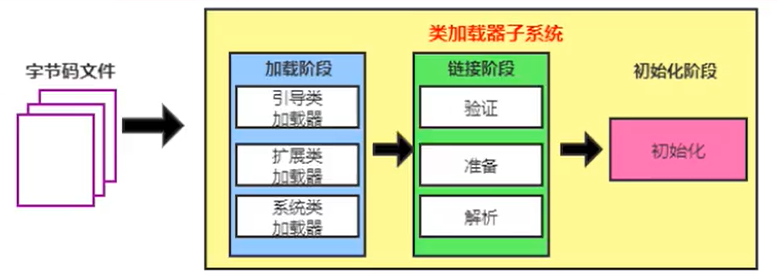 类加载器子系统
字节码文件
加载阶段
引导类
加载器
扩展类
加载器
系统类
加载器
链接阶段
验证
准备
解析
初始化阶段
初始化